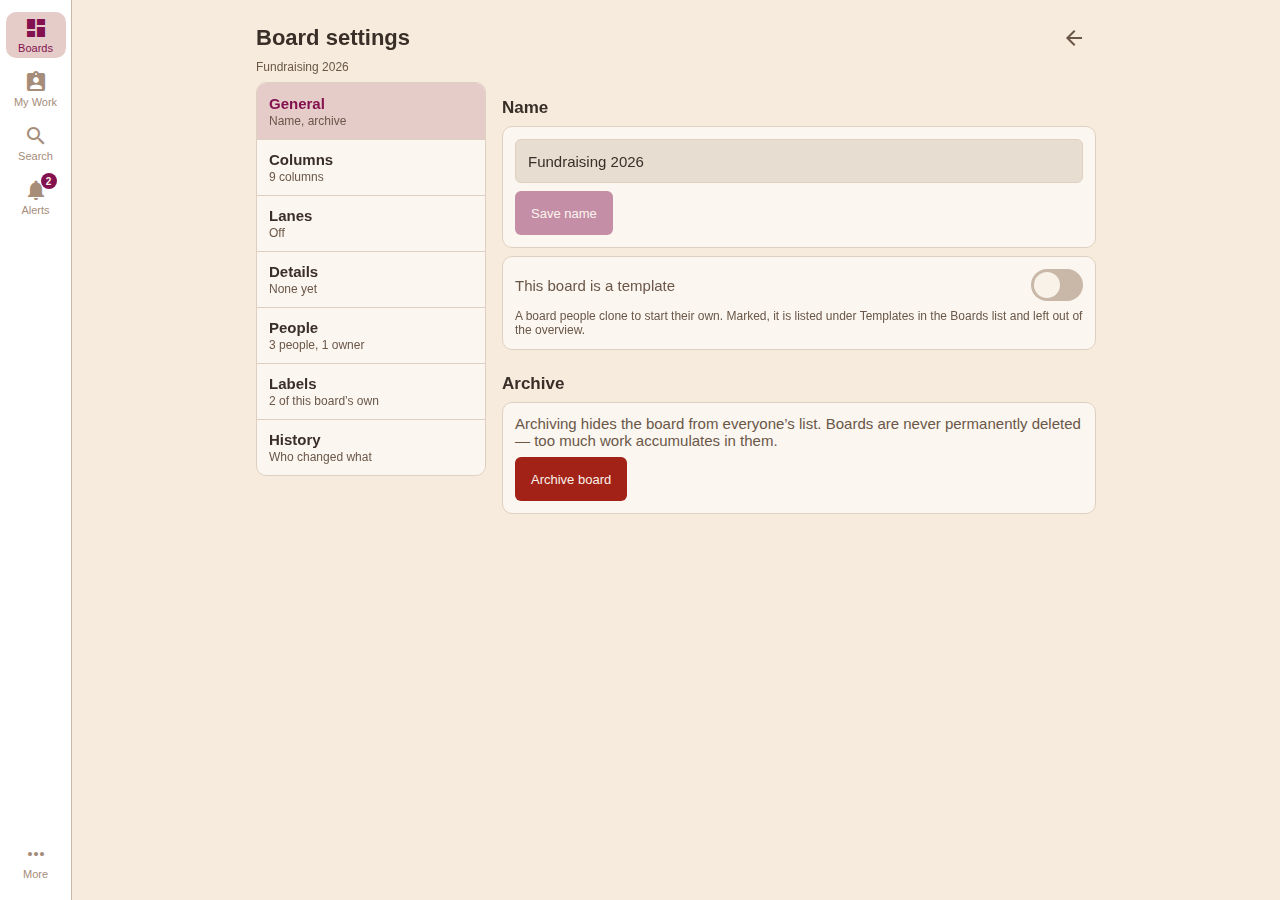 Boards
My Work
Search
2
Alerts
More
Board settings
Fundraising 2026
General
Name, archive
Columns
9 columns
Lanes
Off
Details
None yet
People
3 people, 1 owner
Labels
2 of this board’s own
History
Who changed what
Name
Fundraising 2026
Save name
This board is a template
A board people clone to start their own. Marked, it is listed under Templates in the Boards list and left out of
the overview.
Archive
Archiving hides the board from everyone’s list. Boards are never permanently deleted
— too much work accumulates in them.
Archive board